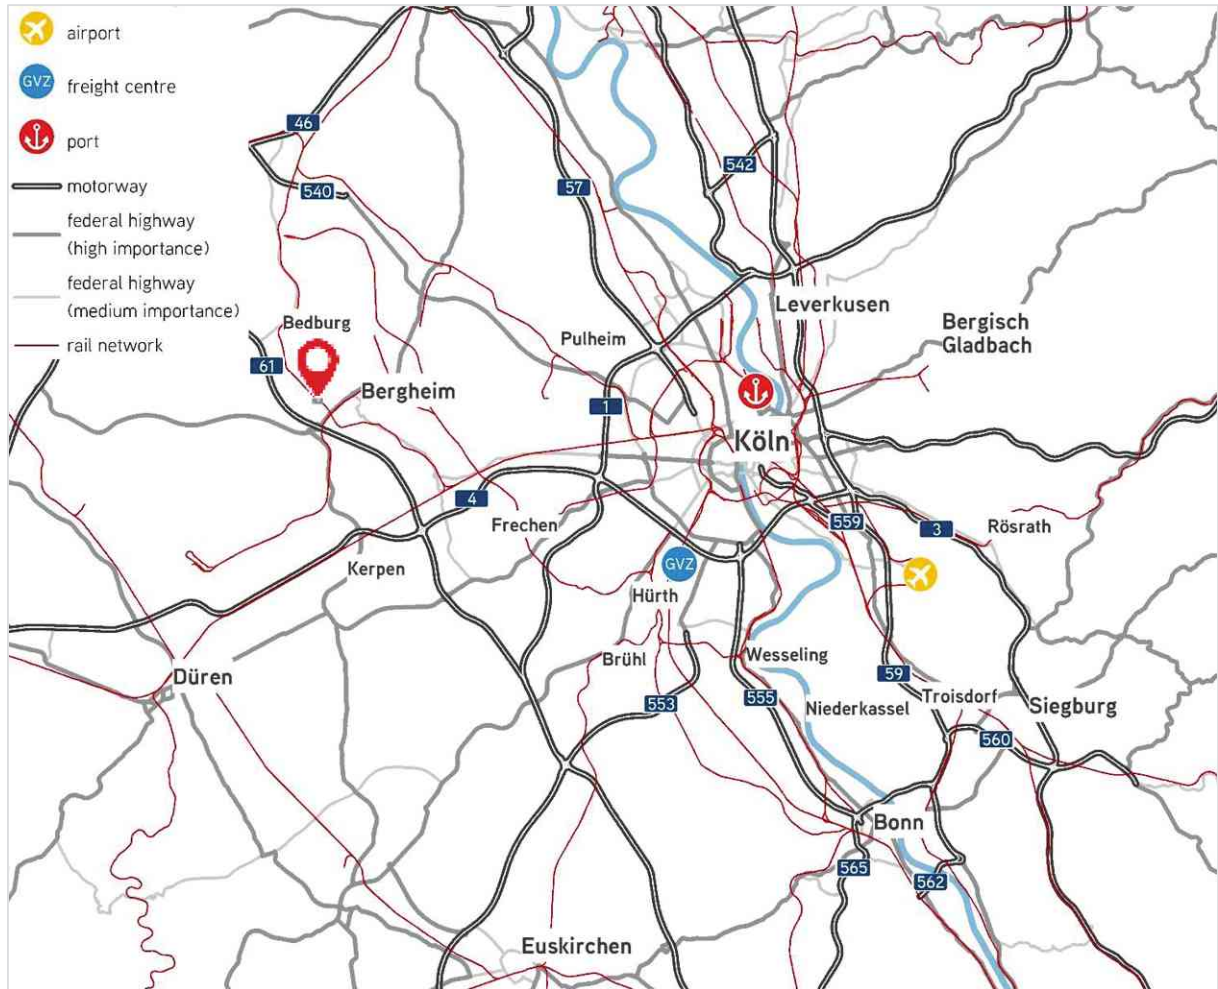 airport
GVZ
freight centre
port
motorway
federal highway
(high importance)
federal highway
(medium importance)
rail network
46
540
57
542
Leverkusen
Bedburg
Pulheim
Bergisch
Gladbach
61
Bergheim
1
Köln
4
Frechen
559
3
Rösrath
Kerpen
GVZ
Hürth
Brühl
Wesseling
59
Düren
553
555
Niederkassel
Troisdorf
Siegburg
560
Bonn
565
562
Euskirchen